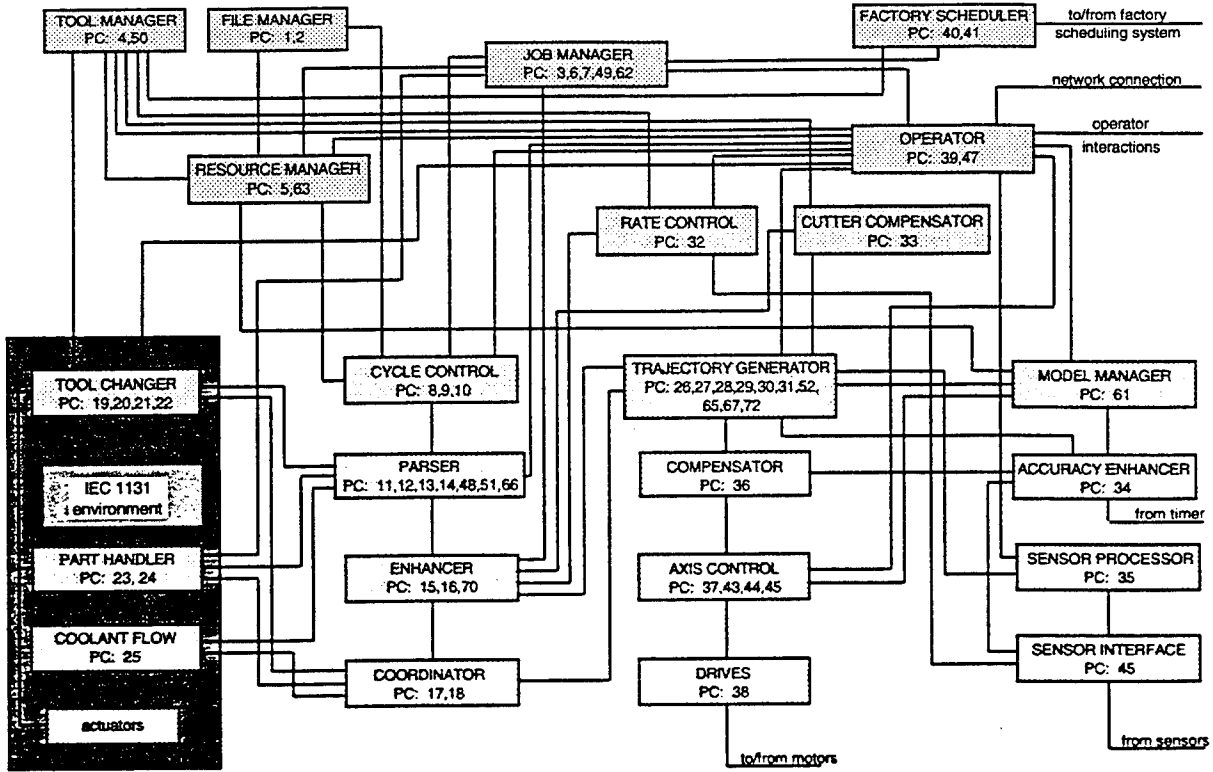 TOOL MANAGER
PC: 4,50
FILE MANAGER
PC: 1,2
JOB MANAGER
PC: 3,6,7,49,62
FACTORY SCHEDULER
PC: 40,41
to/from factory
scheduling system
network connection
OPERATOR
PC: 39,47
operator
interactions
RESOURCE MANAGER
PC: 5,63
RATE CONTROL
PC: 32
CUTTER COMPENSATOR
PC: 33
TOOL CHANGER
PC: 19,20,21,22
CYCLE CONTROL
PC: 8,9,10
TRAJECTORY GENERATOR
PC: 26,27,28,29,30,31,52,
65,67,72
MODEL MANAGER
PC: 61
IEC 1131
environment
PARSER
PC: 11,12,13,14,48,51,66
COMPENSATOR
PC: 36
ACCURACY ENHANCER
PC: 34
from timer
PART HANDLER
PC: 23, 24
ENHANCER
PC: 15,16,70
AXIS CONTROL
PC: 37,43,44,45
SENSOR PROCESSOR
PC: 35
COOLANT FLOW
PC: 25
COORDINATOR
PC: 17,18
DRIVES
PC: 38
SENSOR INTERFACE
PC: 45
actuators
to/from motors
from sensors